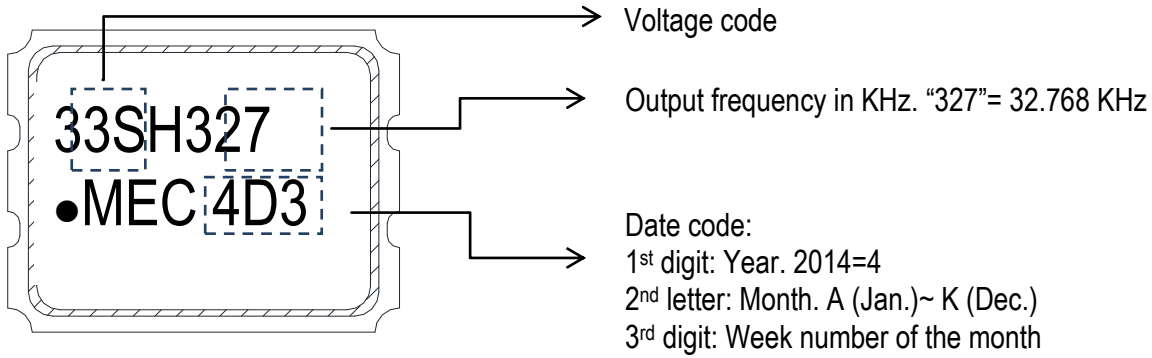 Voltage code
33SH327
Output frequency in KHz. “327”= 32.768 KHz
●MEC 4D3
Date code:
1st digit: Year. 2014=4
2nd letter: Month. A (Jan.)~ K (Dec.)
3rd digit: Week number of the month